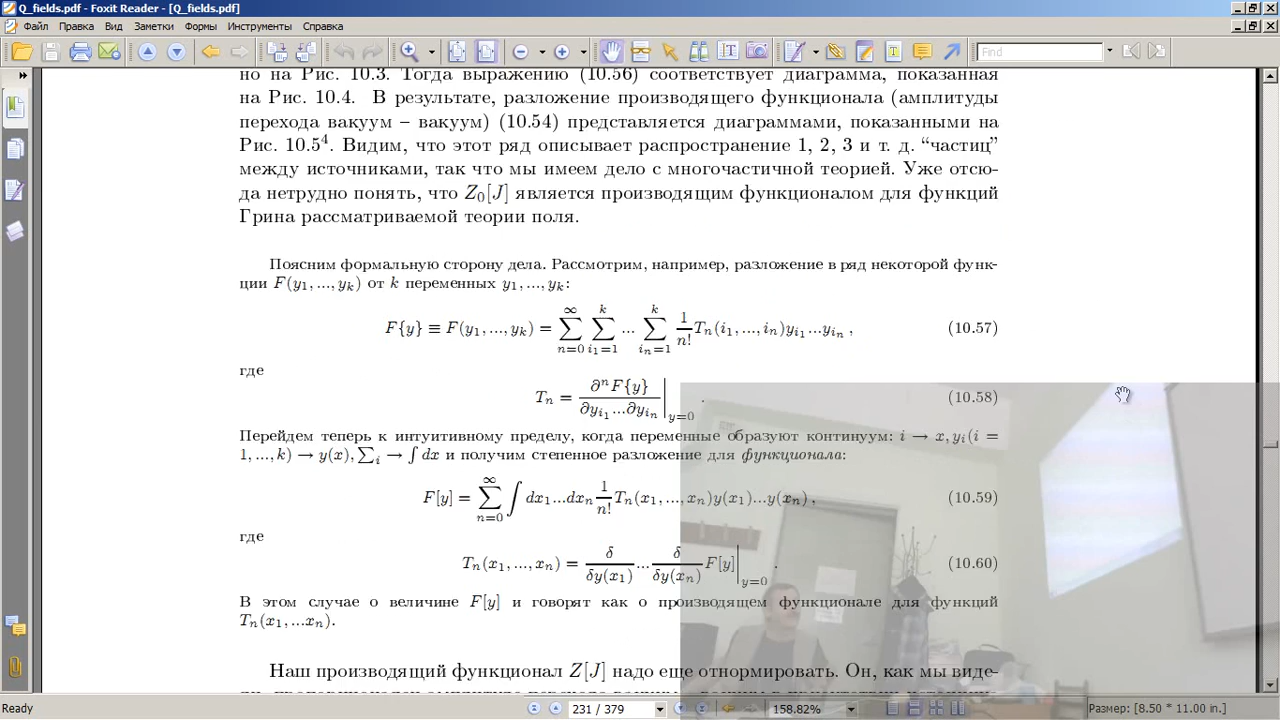 Q_fields.pdf - Foxit Reader - [Q_fields.pdf]
Файл Правка Вид Заметки Формы Инструменты Справка
Find
но на Рис. 10.3. Тогда выражению (10.56) соответствует диаграмма, показанная
на Рис. 10.4. В результате, разложение производящего функционала (амплитуды
перехода вакуум – вакуум) (10.54) представляется диаграммами, показанными на
Рис. 10.5⁴. Видим, что этот ряд описывает распространение 1, 2, 3 и т. д. “частиц”
между источниками, так что мы имеем дело с многочастичной теорией. Уже отсю-
да нетрудно понять, что Z₀[J] является производящим функционалом для функций
Грина рассматриваемой теории поля.
Поясним формальную сторону дела. Рассмотрим, например, разложение в ряд некоторой функ-
ции F(y₁, ..., yₖ) от k переменных y₁, ..., yₖ:
F{y} ≡ F(y₁, ..., yₖ) = ∑_{n=0}^{∞} ∑_{i₁=1}^{k} ... ∑_{iₙ=1}^{k} 1/n! Tₙ(i₁, ..., iₙ)y_{i₁}...y_{iₙ} , (10.57)
где
Tₙ = ∂ⁿF{y} / ∂y_{i₁}...∂y_{iₙ} |_{y=0} . (10.58)
Перейдем теперь к интуитивному пределу, когда переменные образуют континуум: i → x, yᵢ(i =
1, ..., k) → y(x), ∑ᵢ → ∫ dx и получим степенное разложение для функционала:
F[y] = ∑_{n=0}^{∞} ∫ dx₁...dxₙ 1/n! Tₙ(x₁, ..., xₙ)y(x₁)...y(xₙ) , (10.59)
где
Tₙ(x₁, ..., xₙ) = δ/δy(x₁) ... δ/δy(xₙ) F[y] |_{y=0} . (10.60)
В этом случае о величине F[y] и говорят как о производящем функционале для функций
Tₙ(x₁, ...xₙ).
Наш производящий функционал Z[J] надо еще отнормировать. Он, как мы виде-
Ready 231 / 379 158.82% Размер: [8.50 * 11.00 in.]